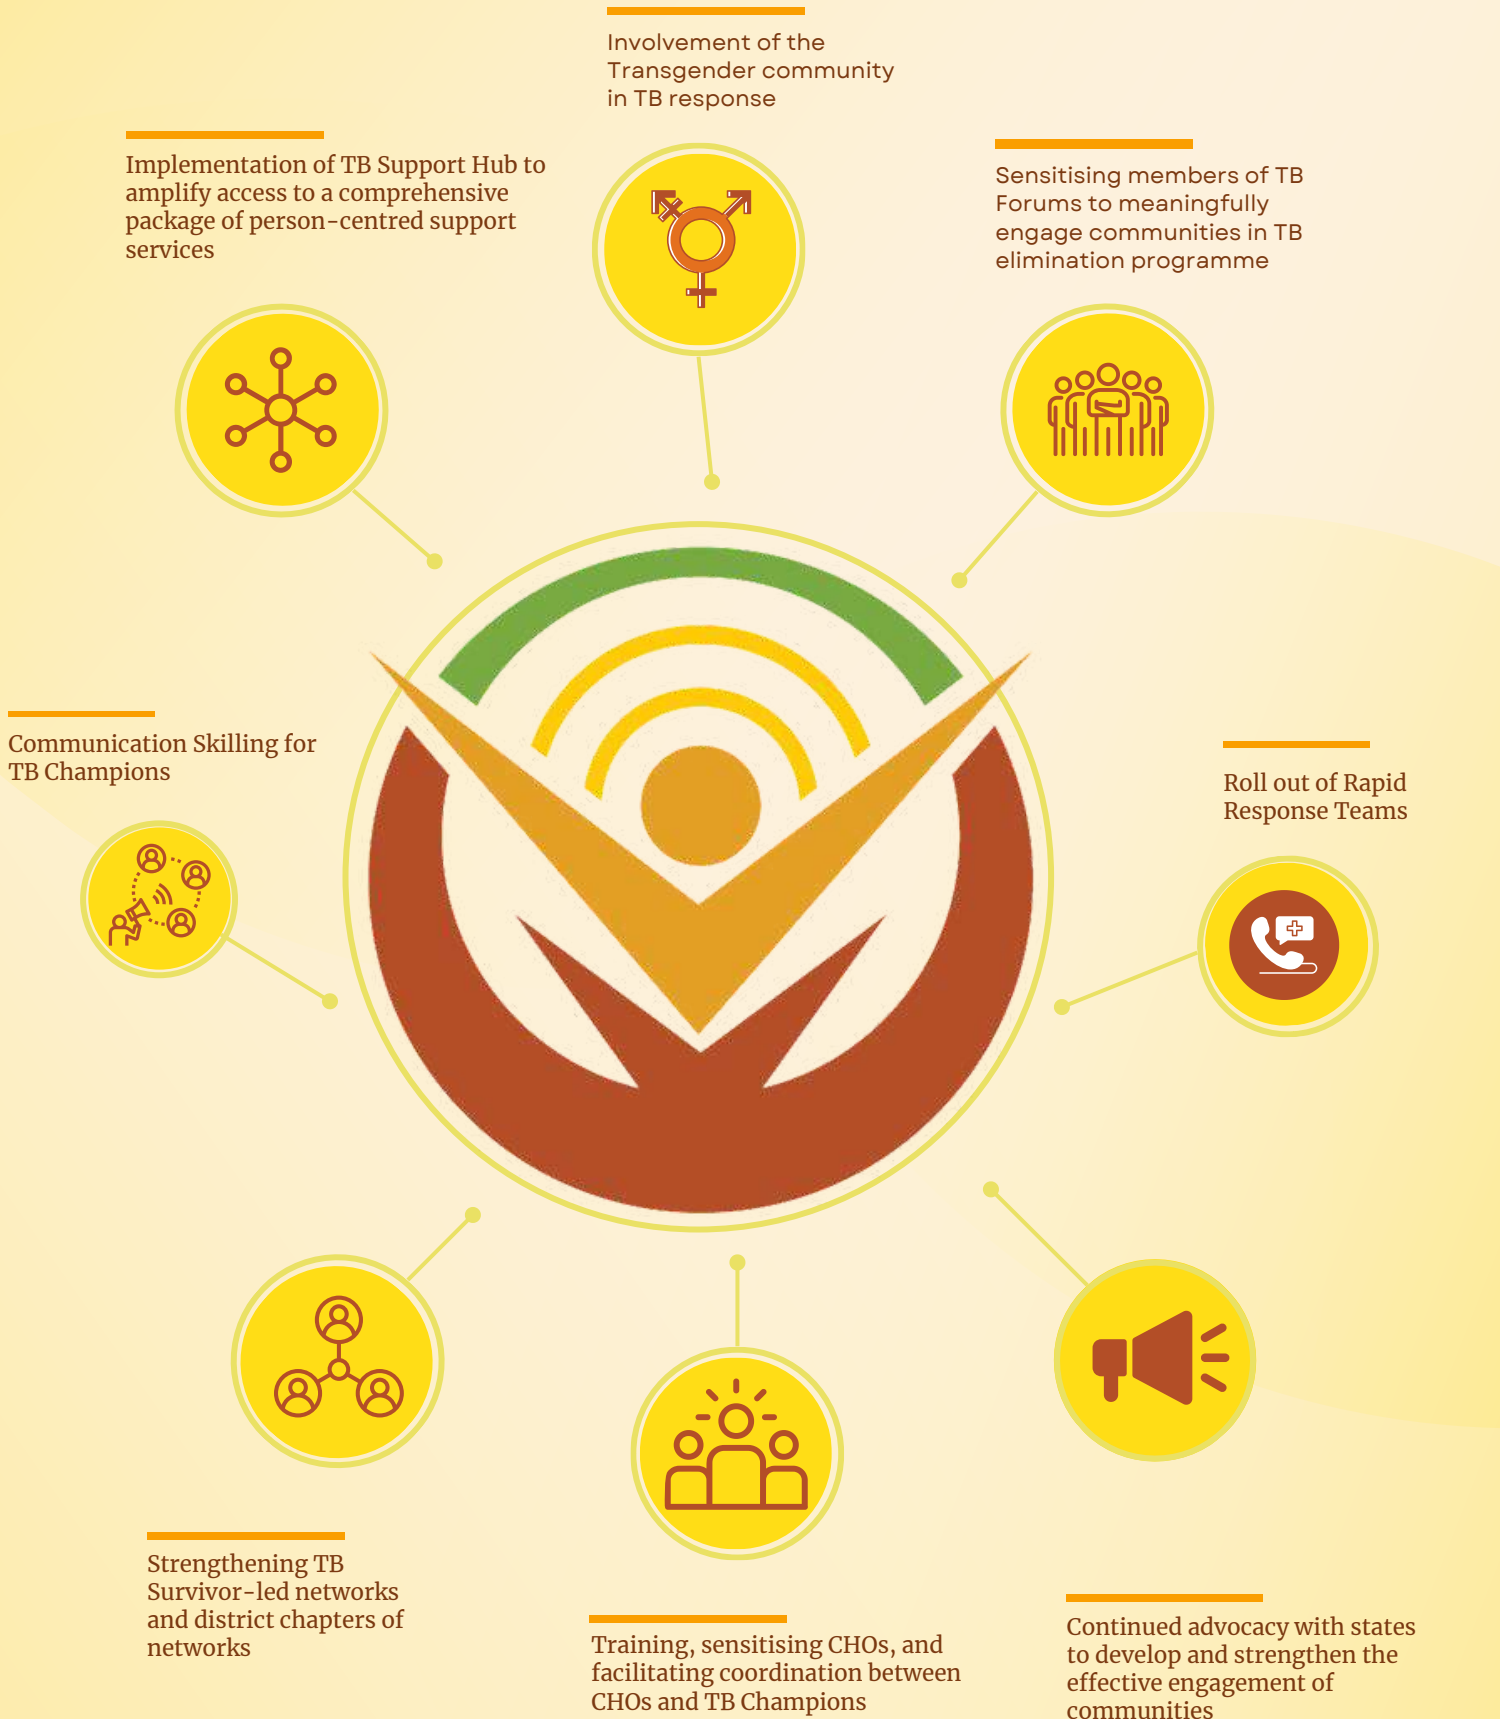 Involvement of the
Transgender community
in TB response
Implementation of TB Support Hub to
amplify access to a comprehensive
package of person-centred support
services
Sensitising members of TB
Forums to meaningfully
engage communities in TB
elimination programme
Communication Skilling for
TB Champions
Roll out of Rapid
Response Teams
Strengthening TB
Survivor-led networks
and district chapters of
networks
Training, sensitising CHOs, and
facilitating coordination between
CHOs and TB Champions
Continued advocacy with states
to develop and strengthen the
effective engagement of
communities